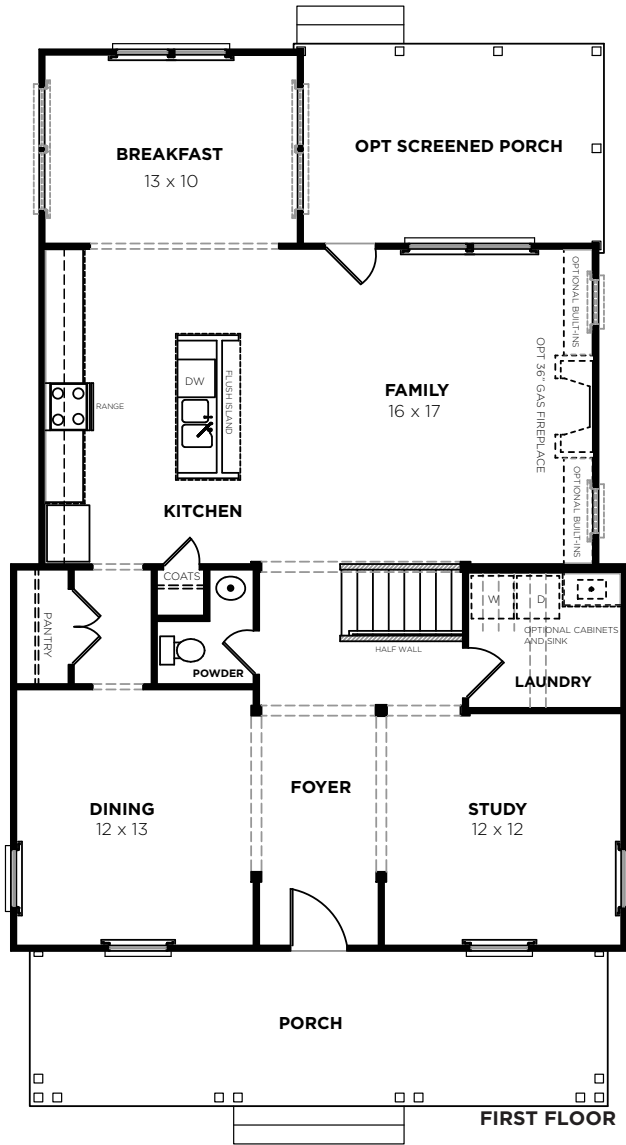 OPT SCREENED PORCH
BREAKFAST
13 x 10
OPTIONAL BUILT-INS
OPT 36" GAS FIREPLACE
DW
FLUSH ISLAND
FAMILY
16 x 17
RANGE
OPTIONAL BUILT-INS
KITCHEN
COATS
W
D
PANTRY
OPTIONAL CABINETS
AND SINK
HALF WALL
POWDER
LAUNDRY
FOYER
DINING
12 x 13
STUDY
12 x 12
PORCH
FIRST FLOOR